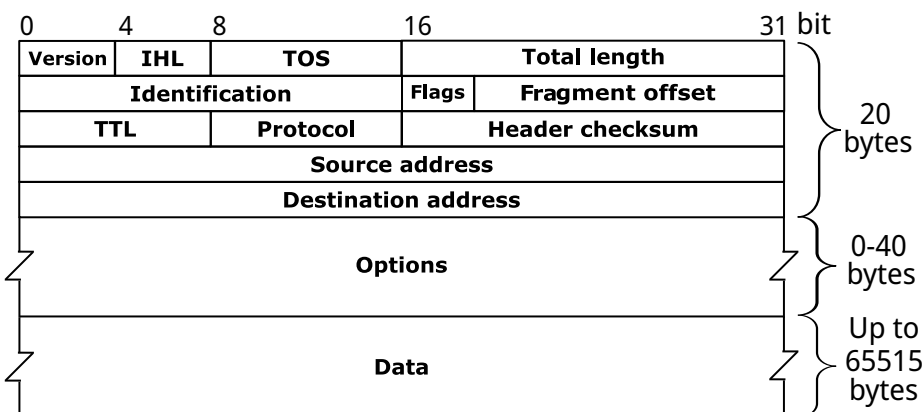 0 4 8 16 31 bit
Version IHL TOS Total length
Identification Flags Fragment offset
TTL Protocol Header checksum
Source address
Destination address
20
bytes
Options
0-40
bytes
Data
Up to
65515
bytes